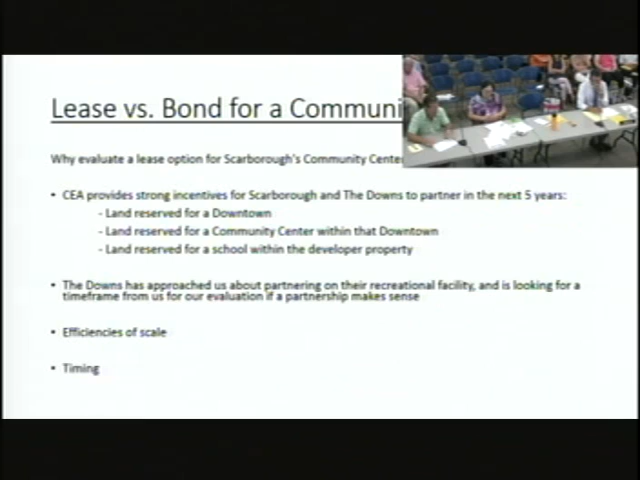 Lease vs. Bond for a Communi
Why evaluate a lease option for Scarborough's Community Cente
• CEA provides strong incentives for Scarborough and The Downs to partner in the next 5 years:
- Land reserved for a Downtown
- Land reserved for a Community Center within that Downtown
- Land reserved for a school within the developer property
• The Downs has approached us about partnering on their recreational facility, and is looking for a
timeframe from us for our evaluation if a partnership makes sense
• Efficiencies of scale
• Timing